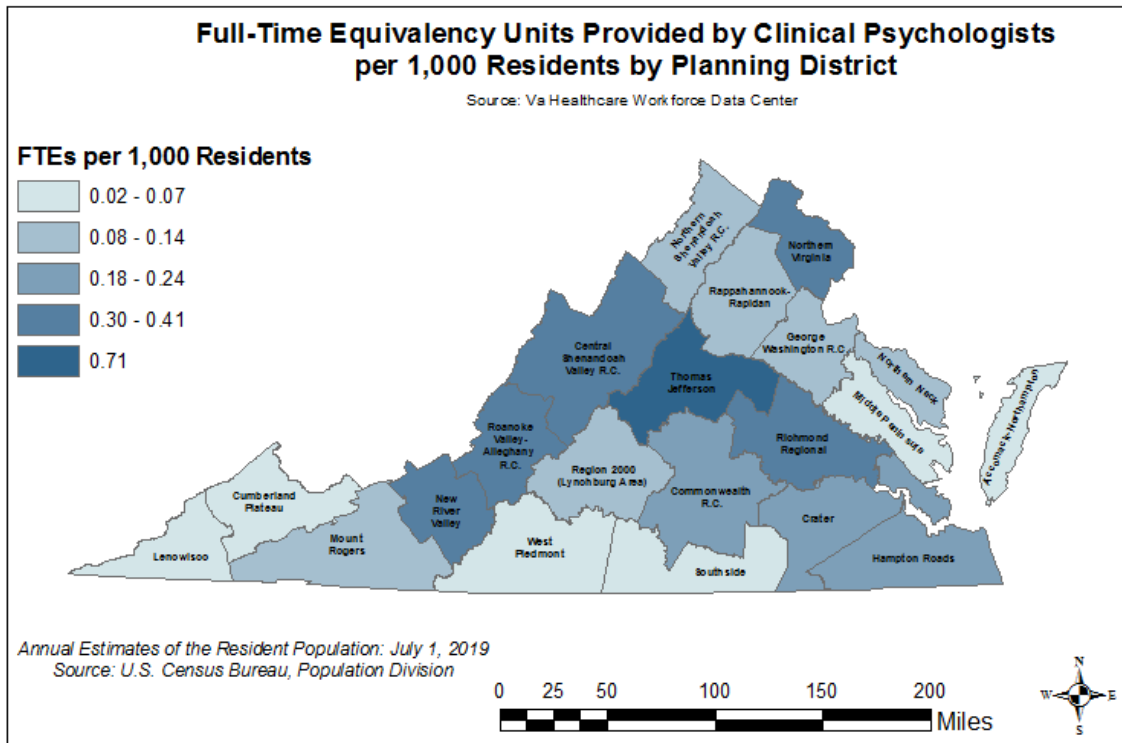 Full-Time Equivalency Units Provided by Clinical Psychologists
per 1,000 Residents by Planning District
Source: Va Healthcare Workforce Data Center
FTEs per 1,000 Residents
0.02 - 0.07
0.08 - 0.14
0.18 - 0.24
0.30 - 0.41
0.71
Northern
Shenandoah
Valley R.C.
Northern
Virginia
Rappahannock-
Rapidan
George
Washington R.C
Northern Neck
Central
Shenandoah
Valley R.C.
Thomas
Jefferson
Middle Peninsula
Accomack-Northampton
Roanoke
Valley-
Alleghany
R.C.
Richmond
Regional
Region 2000
(Lynchburg Area)
Commonwealth
R.C.
Cumberland
Plateau
New
River
Valley
Crater
Mount
Rogers
West
Piedmont
Lenowisco
Southside
Hampton Roads
Annual Estimates of the Resident Population: July 1, 2019
Source: U.S. Census Bureau, Population Division
0 25 50 100 150 200
Miles
N
W E
S